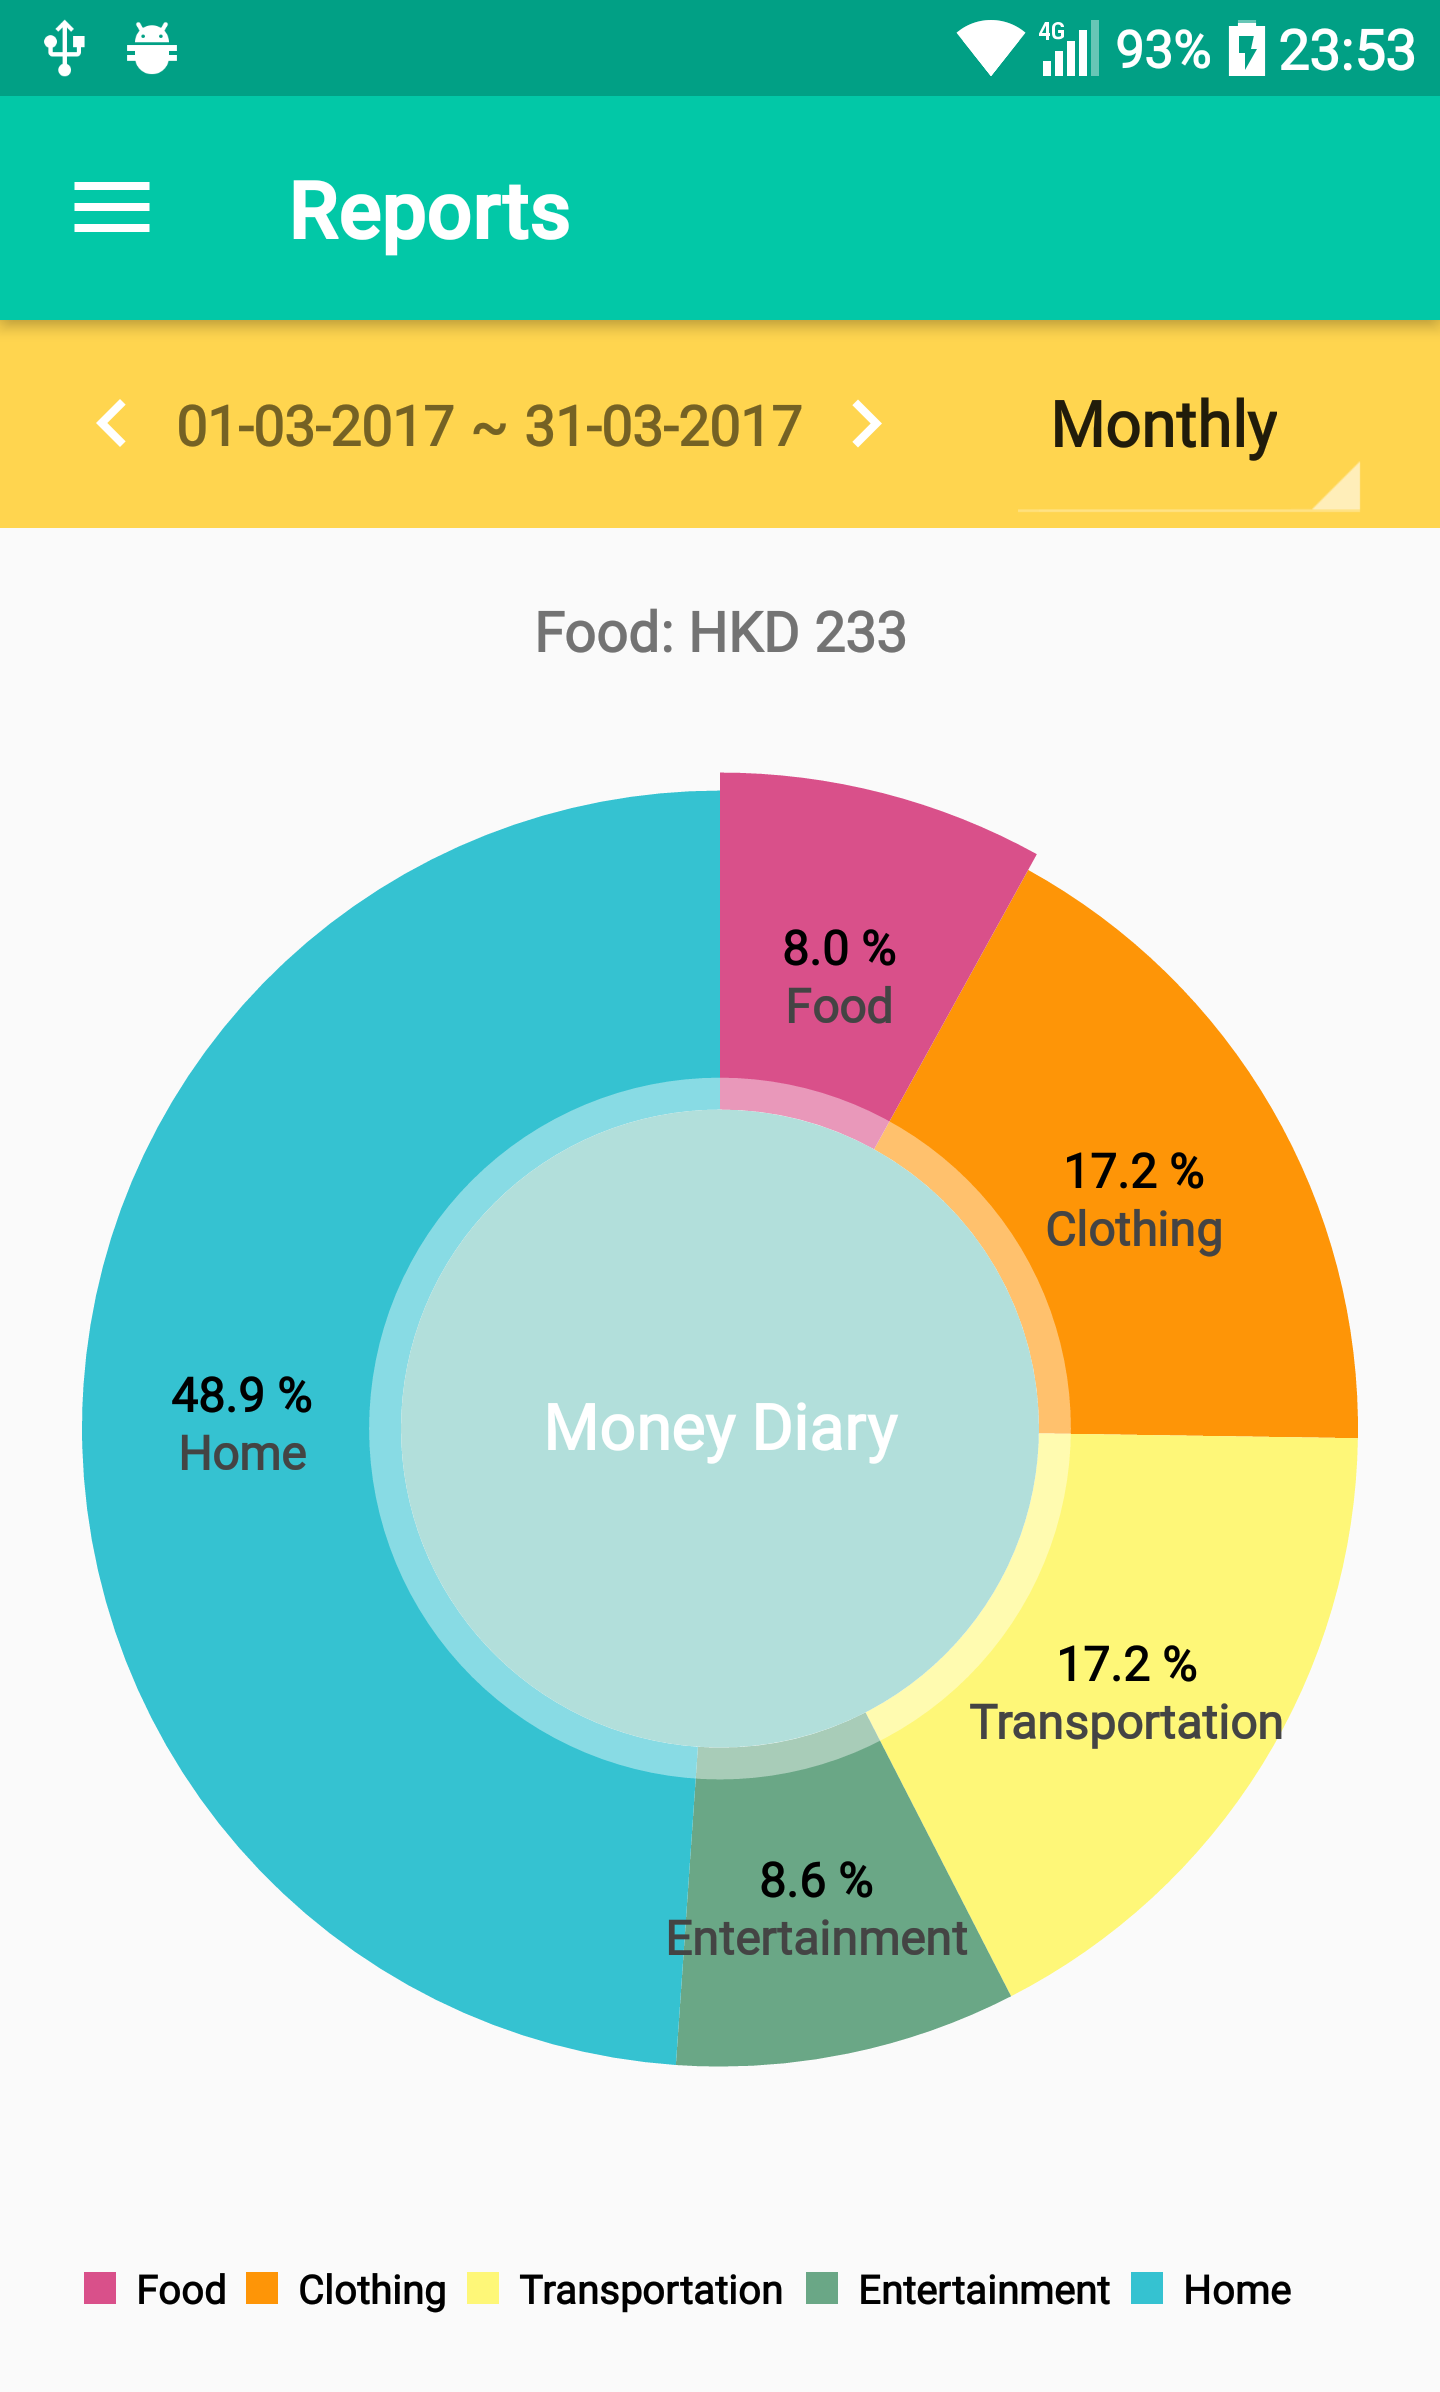 4G 93% 23:53
Reports
01-03-2017 ~ 31-03-2017 Monthly
Food: HKD 233
8.0 %
Food
17.2 %
Clothing
48.9 %
Home
Money Diary
17.2 %
Transportation
8.6 %
Entertainment
Food Clothing Transportation Entertainment Home